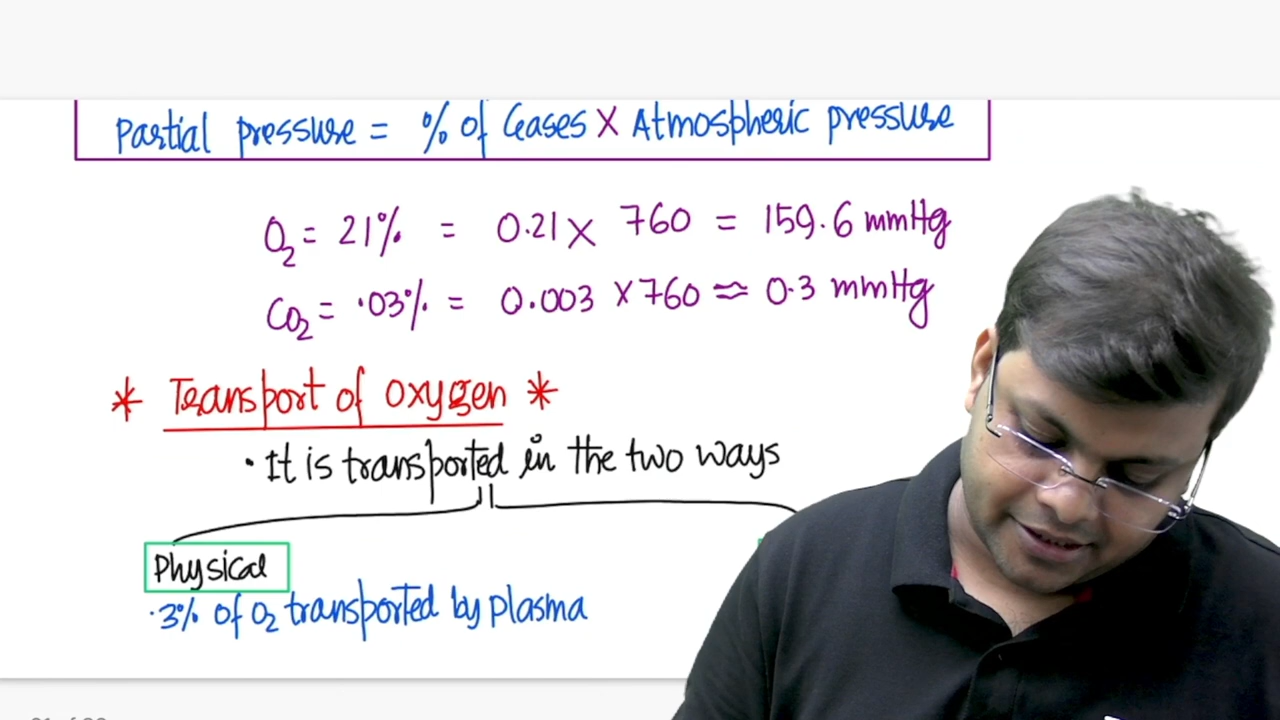 Partial pressure = % of Gases X Atmospheric pressure
O₂ = 21% = 0.21 X 760 = 159.6 mmHg
CO₂ = .03% = 0.003 X 760 ≈ 0.3 mmHg
* Transport of oxygen *
• It is transported in the two ways
Physical
• 3% of O₂ transported by plasma